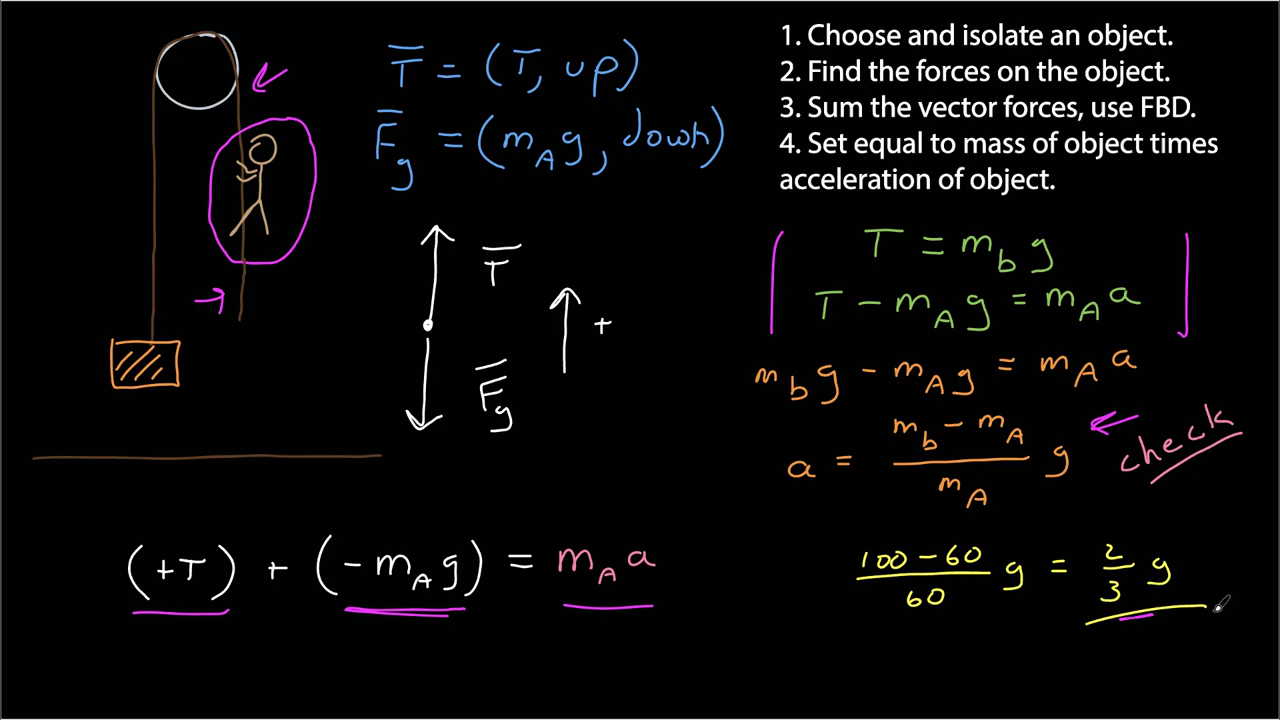 T̅ = (T, up)
F̅g = (mAg, down)
1. Choose and isolate an object.
2. Find the forces on the object.
3. Sum the vector forces, use FBD.
4. Set equal to mass of object times
acceleration of object.
T̅
+
F̅g
T = mbg
T - mAg = mAa
mbg - mAg = mAa
a = (mb - mA)/mA g
check
(+T) + (-mAg) = mAa
(100 - 60)/60 g = 2/3 g